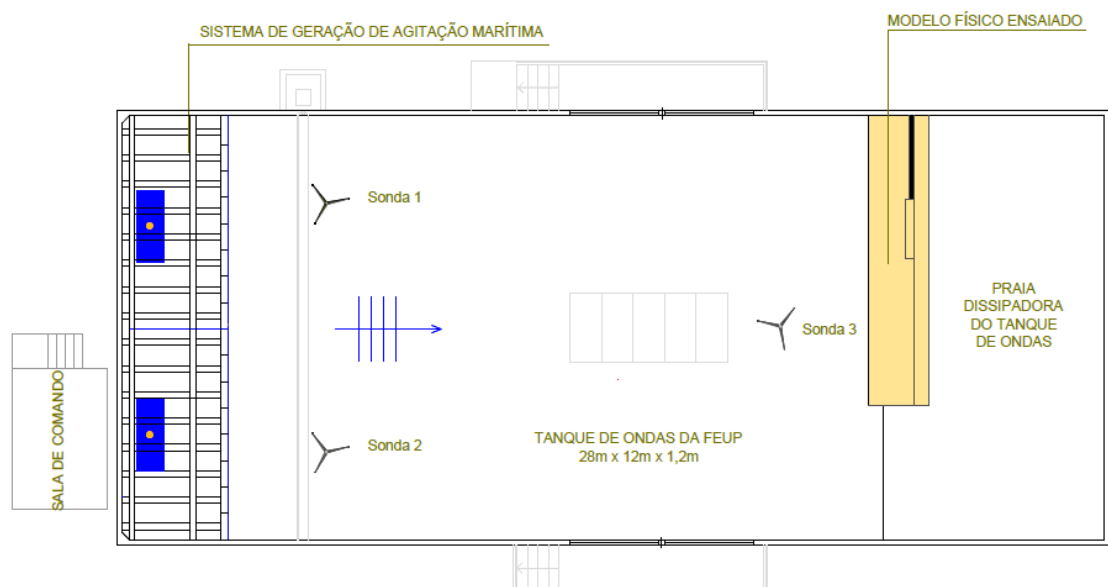 SISTEMA DE GERAÇÃO DE AGITAÇÃO MARÍTIMA
MODELO FÍSICO ENSAIADO
Sonda 1
PRAIA
DISSIPADORA
DO TANQUE
DE ONDAS
Sonda 3
SALA DE COMANDO
Sonda 2
TANQUE DE ONDAS DA FEUP
28m x 12m x 1,2m